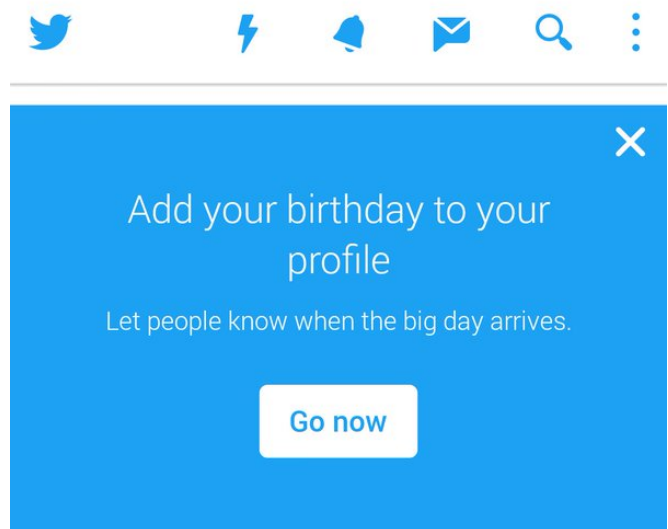 Add your birthday to your
profile
Let people know when the big day arrives.
Go now